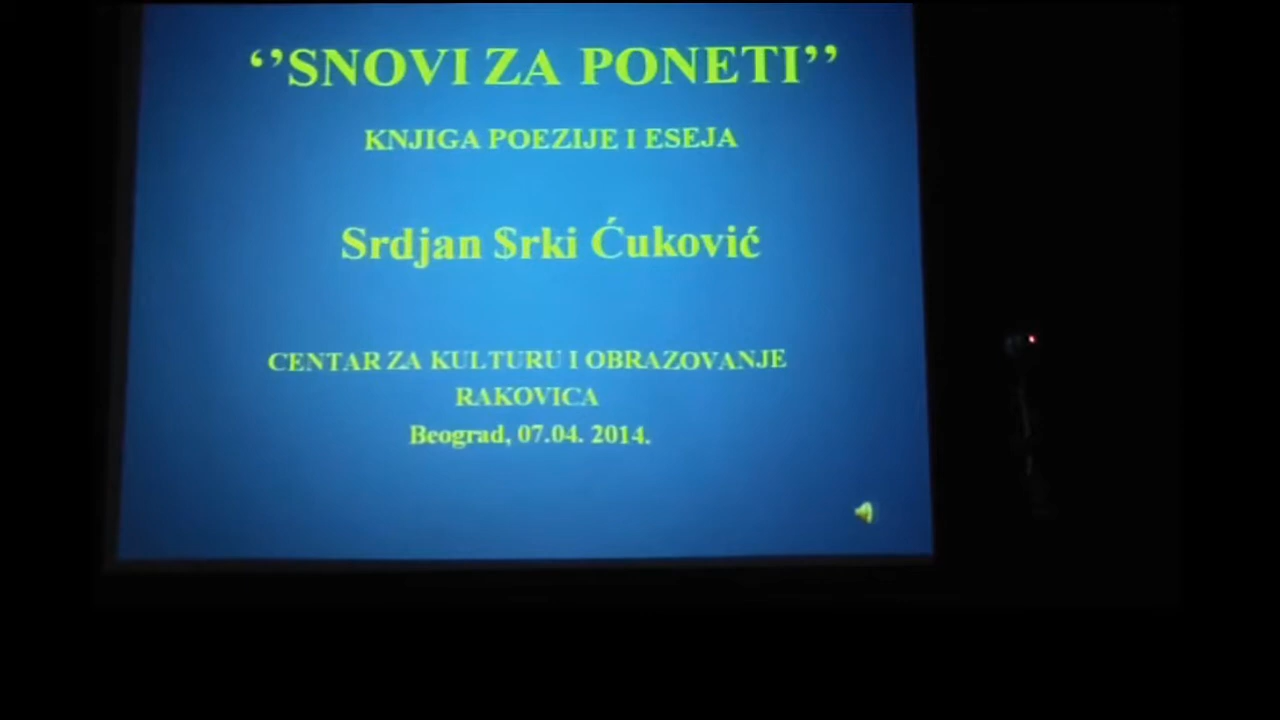 ‘’SNOVI ZA PONETI’’
KNJIGA POEZIJE I ESEJA
Srdjan Srki Ćuković
CENTAR ZA KULTURU I OBRAZOVANJE
RAKOVICA
Beograd, 07.04. 2014.